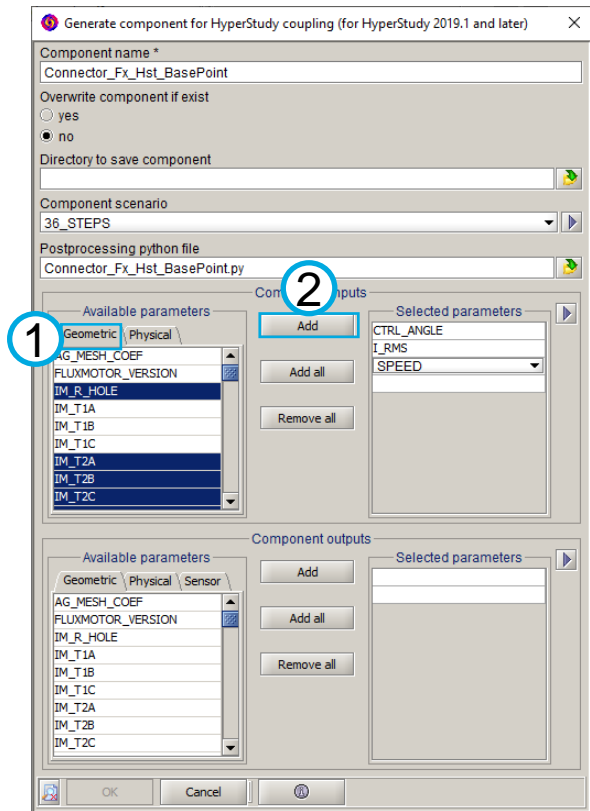 Generate component for HyperStudy coupling (for HyperStudy 2019.1 and later)
Component name *
Connector_Fx_Hst_BasePoint
Overwrite component if exist
yes
no
Directory to save component
Component scenario
36_STEPS
Postprocessing python file
Connector_Fx_Hst_BasePoint.py
2
1
Available parameters
Geometric Physical
AG_MESH_COEF
FLUXMOTOR_VERSION
IM_R_HOLE
IM_T1A
IM_T1B
IM_T1C
IM_T2A
IM_T2B
IM_T2C
Add
Add all
Remove all
Selected parameters
CTRL_ANGLE
I_RMS
SPEED
Component outputs
Available parameters
Geometric Physical Sensor
AG_MESH_COEF
FLUXMOTOR_VERSION
IM_R_HOLE
IM_T1A
IM_T1B
IM_T1C
IM_T2A
IM_T2B
IM_T2C
Add
Add all
Remove all
Selected parameters
OK Cancel